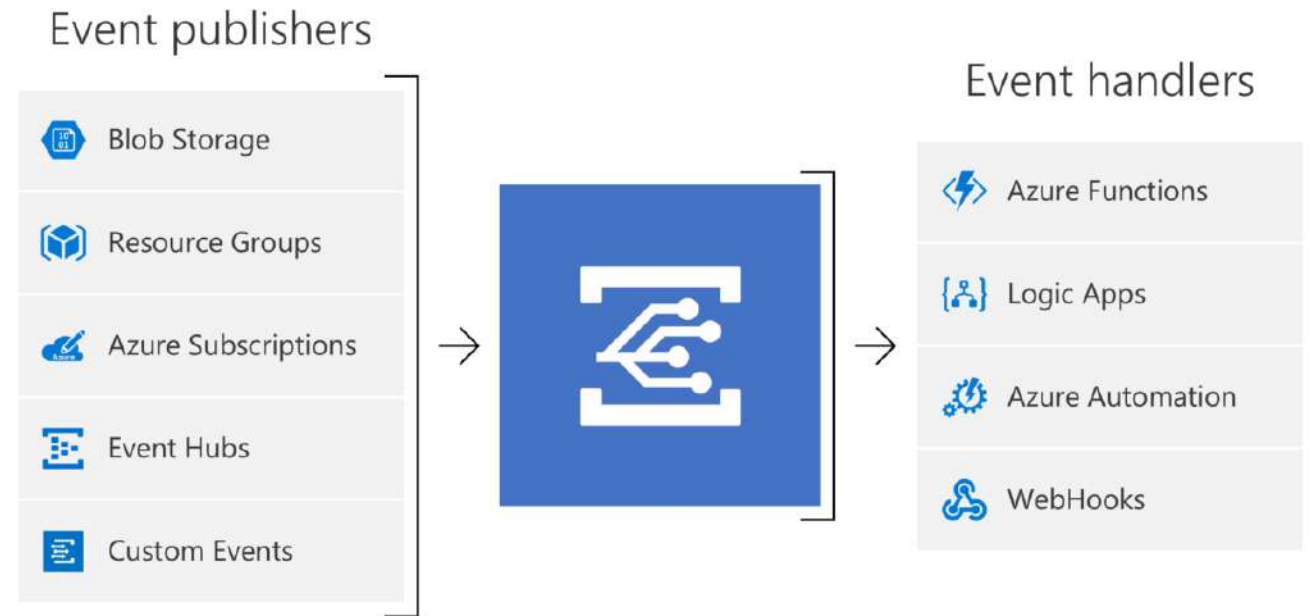 Event publishers
Blob Storage
Resource Groups
Azure Subscriptions
Event Hubs
Custom Events
Event handlers
Azure Functions
Logic Apps
Azure Automation
WebHooks